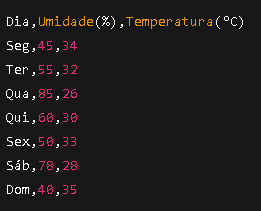 Dia,Umidade(%),Temperatura(°C)
Seg,45,34
Ter,55,32
Qua,85,26
Qui,60,30
Sex,50,33
Sáb,78,28
Dom,40,35